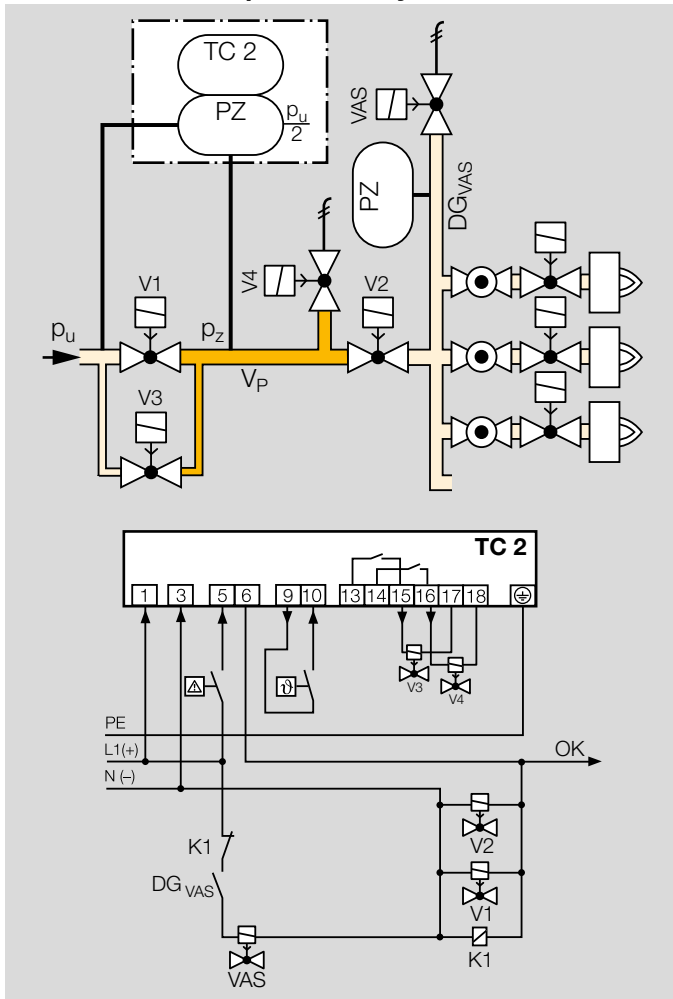 TC 2
PZ
pu
2
VAS
PZ
DGVAS
V1
V4
V2
pu
pz
VP
V3
TC 2
1 3 5 6 9 10 13 14 15 16 17 18
ϑ
V3
V4
PE
L1(+)
N (–)
OK
K1
V2
DG VAS
V1
VAS
K1